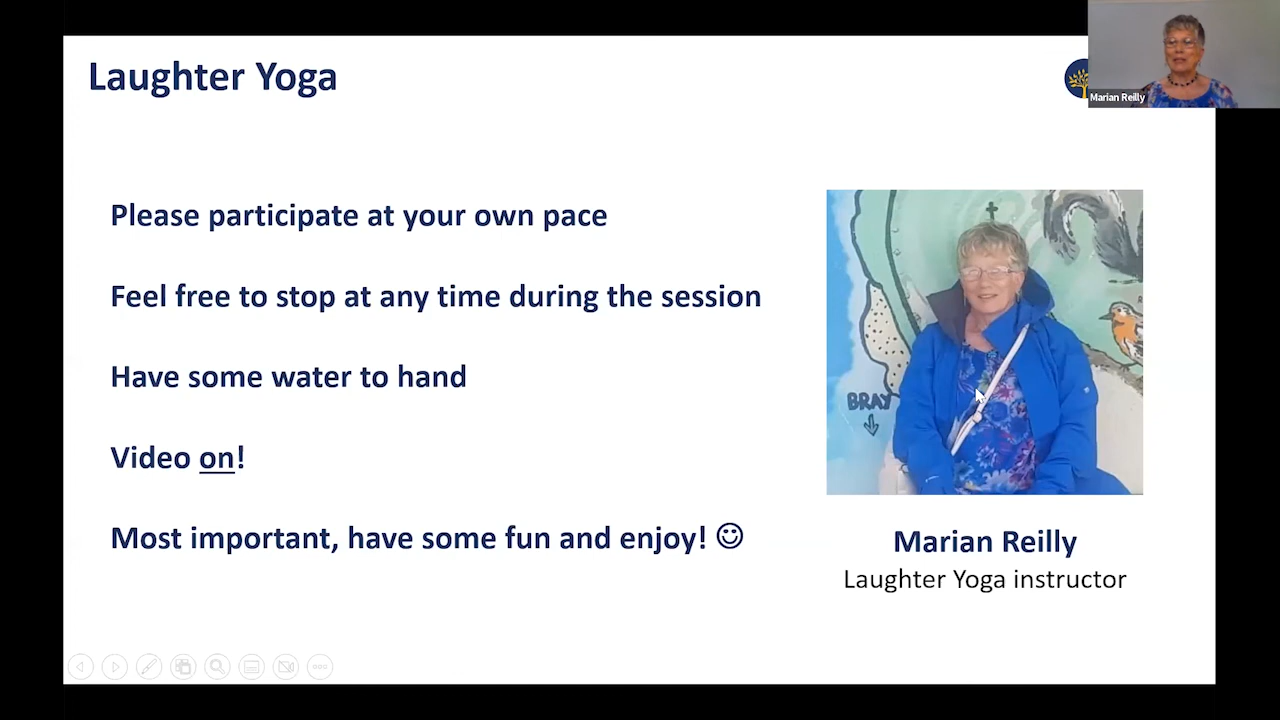 Laughter Yoga
Marian Reilly
Please participate at your own pace
Feel free to stop at any time during the session
Have some water to hand
Video on!
Most important, have some fun and enjoy! ☺
BRAY
Marian Reilly
Laughter Yoga instructor